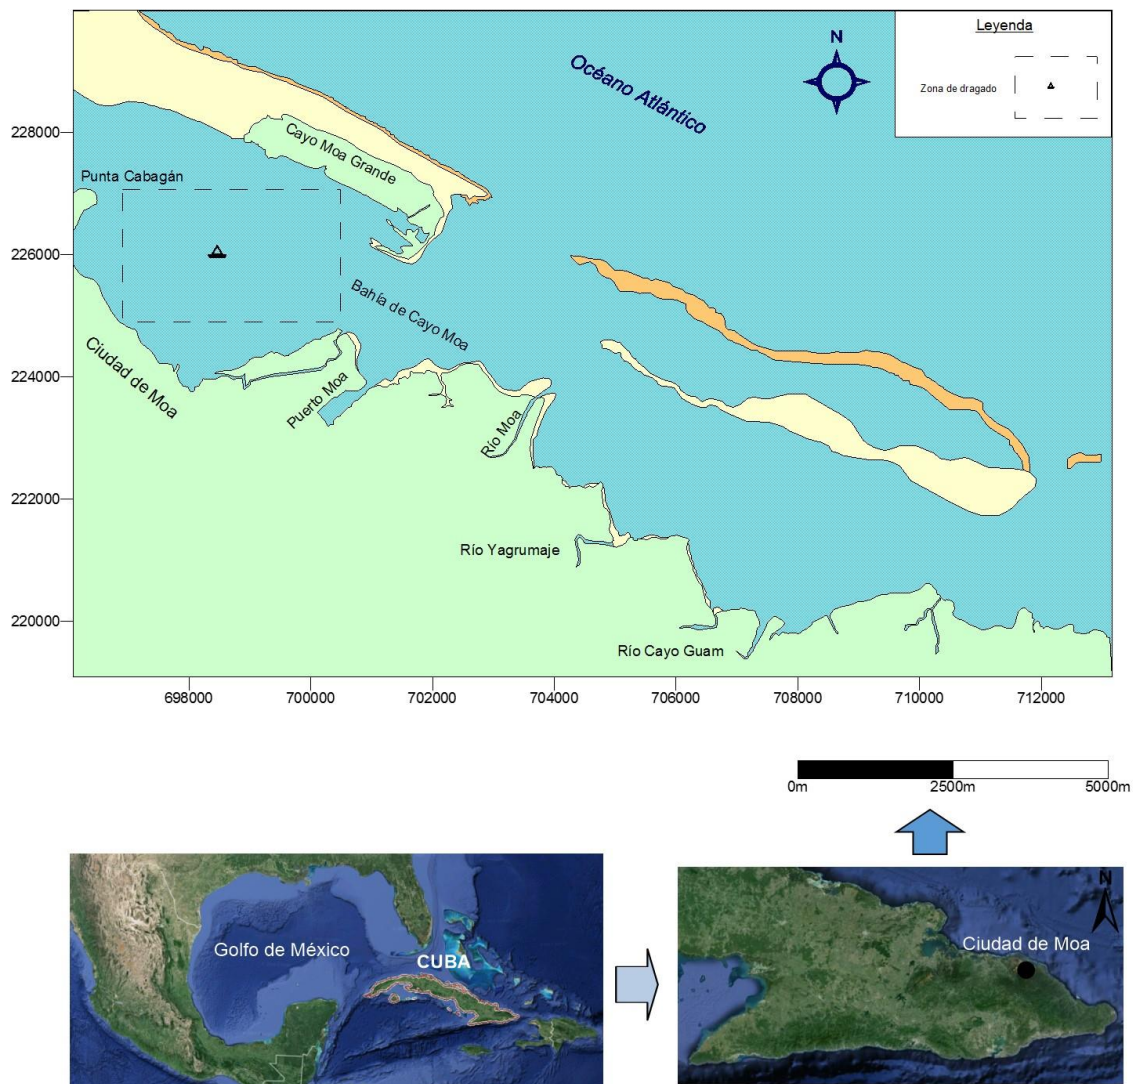 Leyenda
Zona de dragado
N
Océano Atlántico
228000
Cayo Moa Grande
Punta Cabagán
226000
Bahía de Cayo Moa
Ciudad de Moa
224000
Puerto Moa
Río Moa
222000
Río Yagrumaje
220000
Río Cayo Guam
698000
700000
702000
704000
706000
708000
710000
712000
0m
2500m
5000m
Golfo de México
CUBA
N
Ciudad de Moa